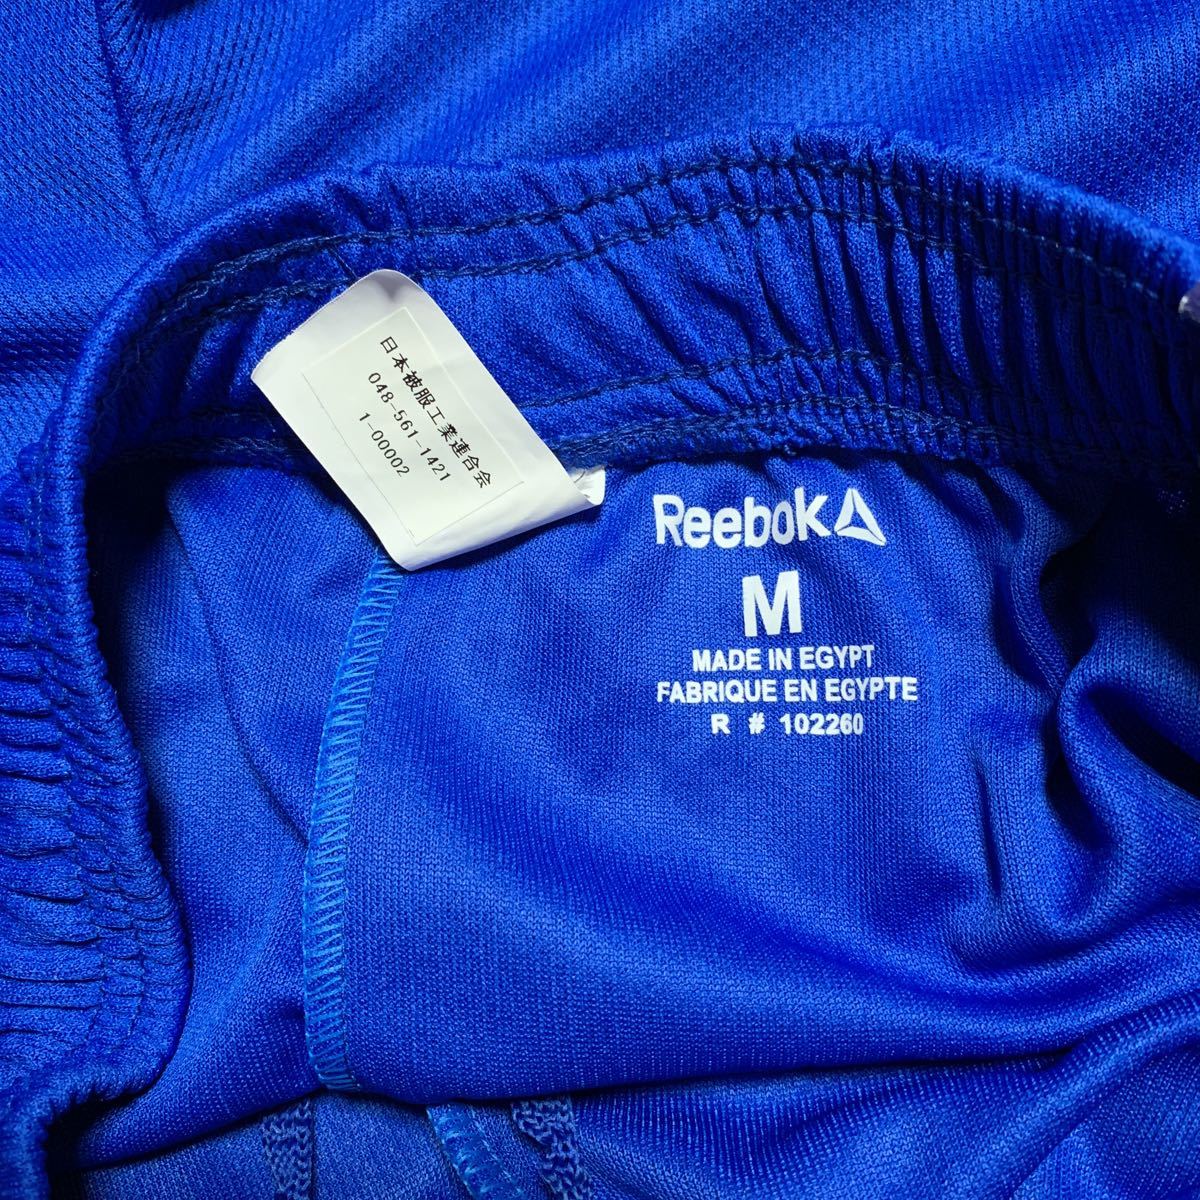 日本被服工業連合会
048-561-1421
1-00002
Reebok
M
MADE IN EGYPT
FABRIQUE EN EGYPTE
R # 102260